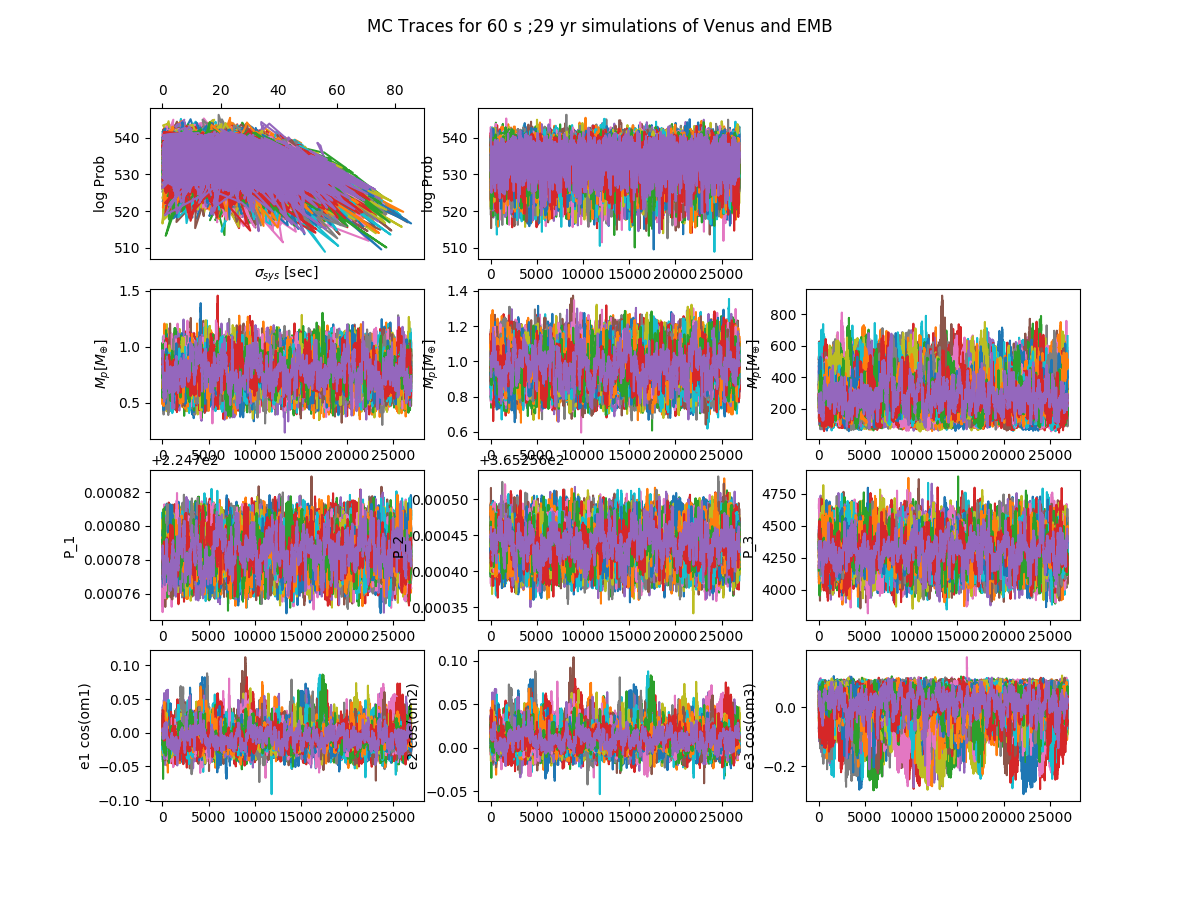 MC Traces for 60 s ;29 yr simulations of Venus and EMB
0 20 40 60 80
540
530
520
510
log Prob
σ_sys [sec]
540
530
520
510
log Prob
0 5000 10000 15000 20000 25000
1.5
1.0
0.5
M_p[M_⊕]
0 5000 10000 15000 20000 25000
1.4
1.2
1.0
0.8
0.6
M_p[M_⊕]
0 5000 10000 15000 20000 25000
800
600
400
200
M_p[M_⊕]
0 5000 10000 15000 20000 25000
+2.247e2
0.00082
0.00080
0.00078
0.00076
P_1
0 5000 10000 15000 20000 25000
+3.65256e2
0.00050
0.00045
0.00040
0.00035
P_2
0 5000 10000 15000 20000 25000
4750
4500
4250
4000
P_3
0 5000 10000 15000 20000 25000
0.10
0.05
0.00
−0.05
−0.10
e1 cos(om1)
0 5000 10000 15000 20000 25000
0.10
0.05
0.00
−0.05
e2 cos(om2)
0 5000 10000 15000 20000 25000
0.0
−0.2
e3 cos(om3)
0 5000 10000 15000 20000 25000